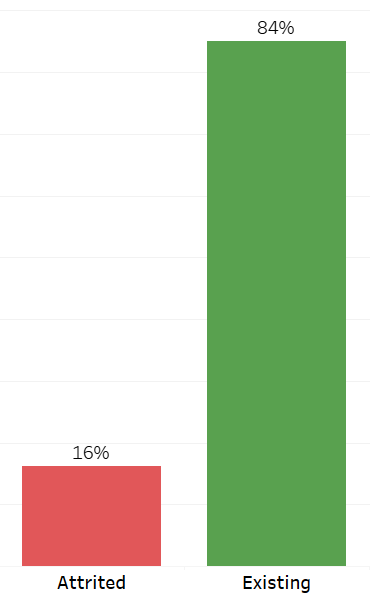 84%
16%
Attrited
Existing